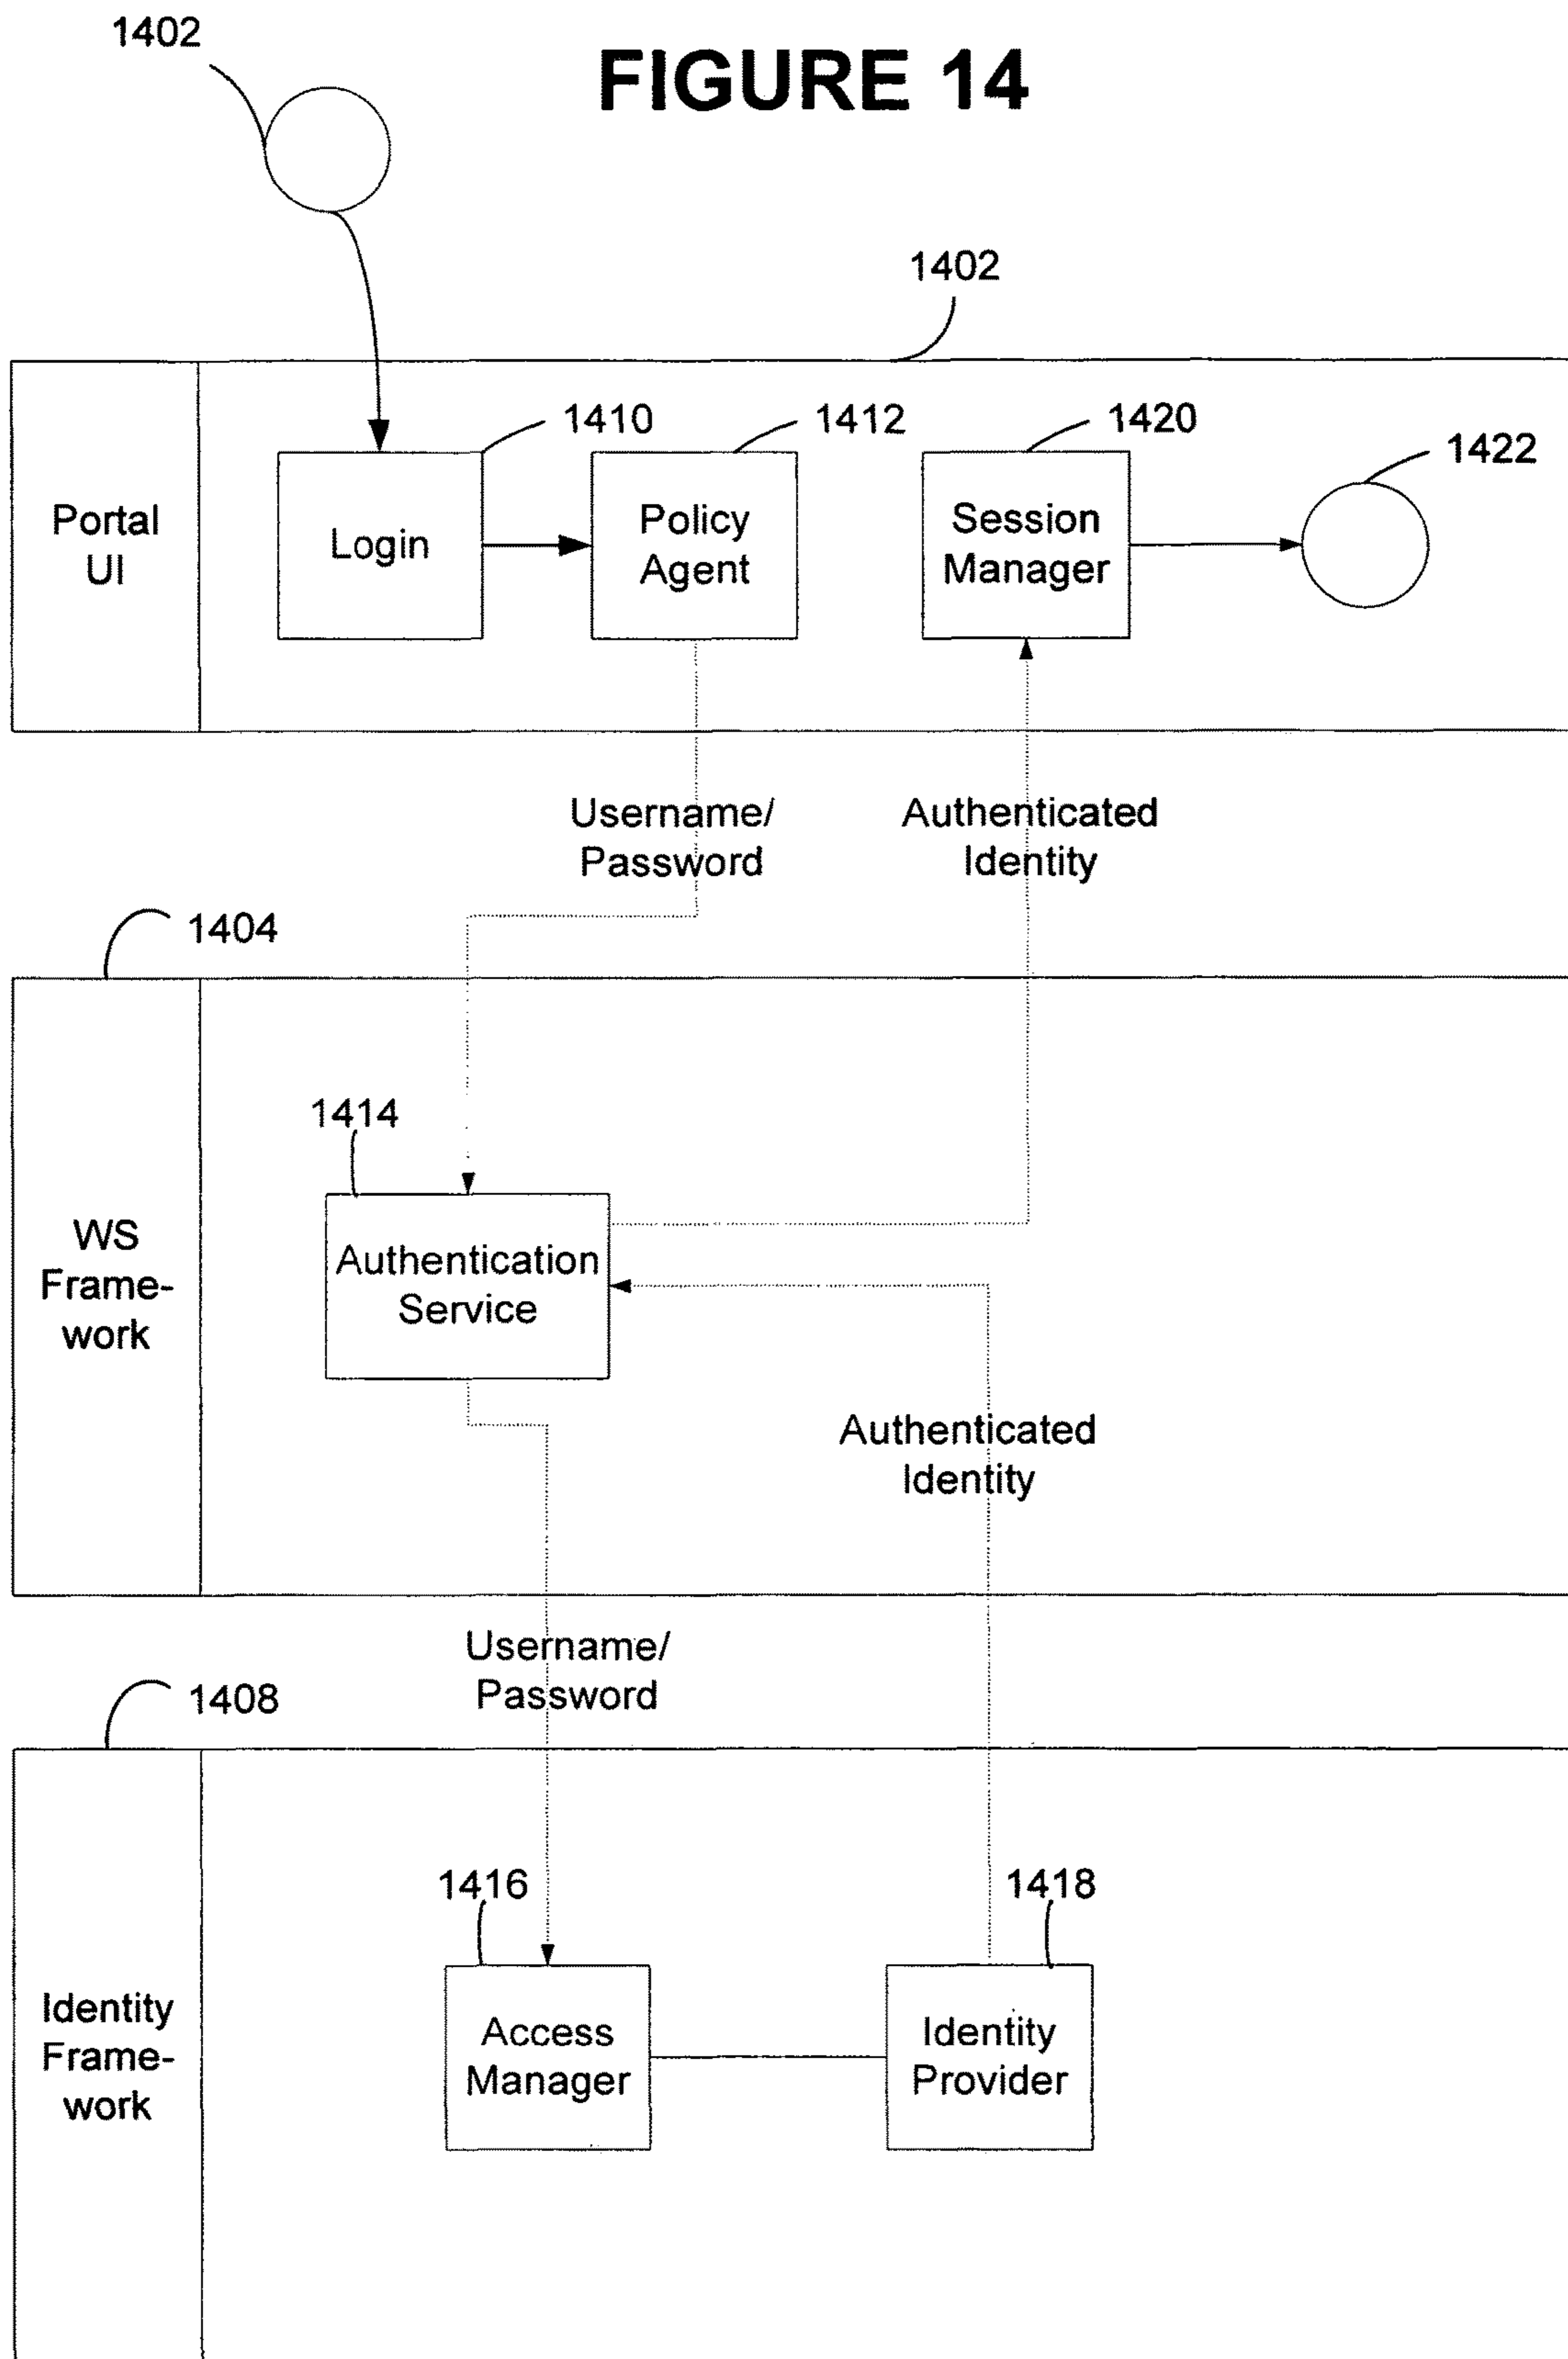 1402
FIGURE 14
1402
1410
1412
1420
1422
Portal
UI
Login
Policy
Agent
Session
Manager
Username/
Password
Authenticated
Identity
1404
1414
WS
Frame-
work
Authentication
Service
Authenticated
Identity
Username/
Password
1408
1416
1418
Identity
Frame-
work
Access
Manager
Identity
Provider